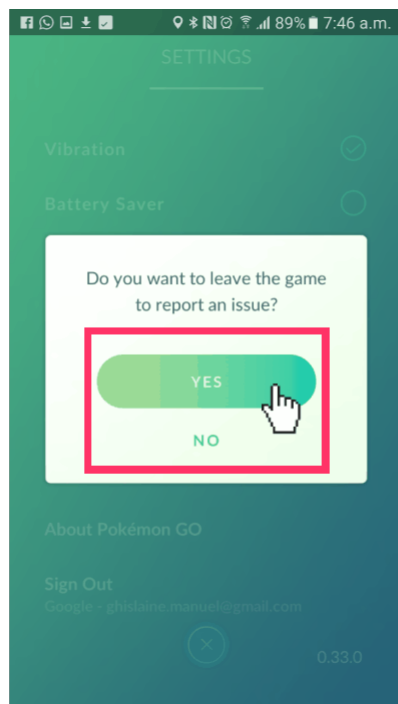 89% 7:46 a.m.
SETTINGS
Vibration
Battery Saver
Do you want to leave the game
to report an issue?
YES
NO
About Pokémon GO
Sign Out
Google - ghislaine.manuel@gmail.com
0.33.0